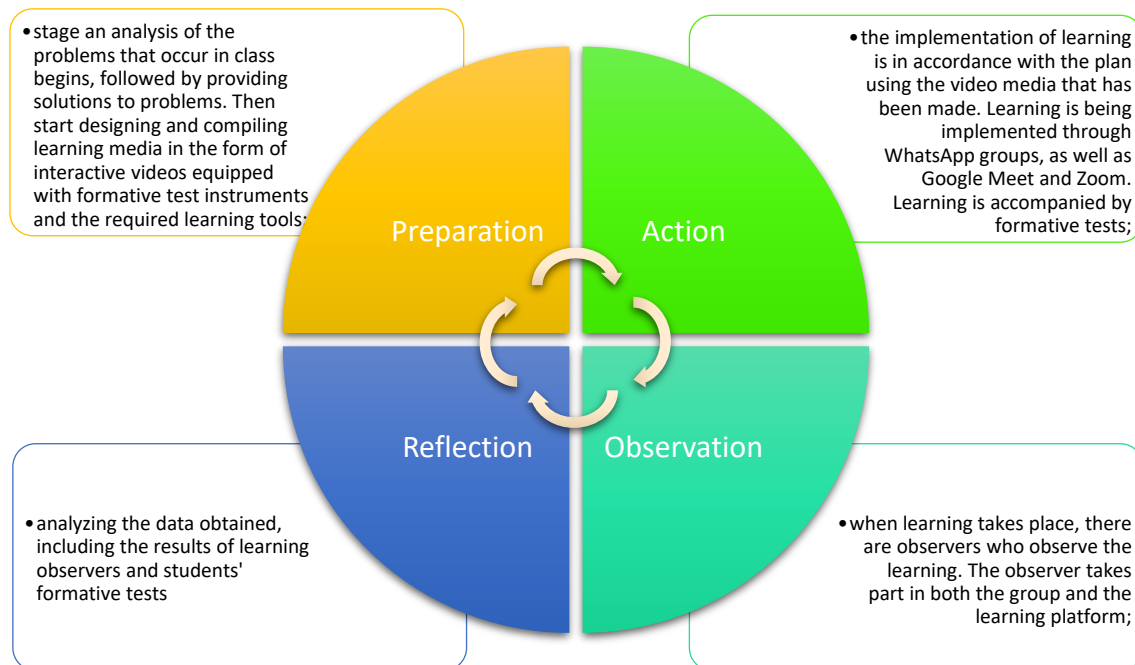 •stage an analysis of the
problems that occur in class
begins, followed by providing
solutions to problems. Then
start designing and compiling
learning media in the form of
interactive videos equipped
with formative test instruments
and the required learning tools;
Preparation
•the implementation of learning
is in accordance with the plan
using the video media that has
been made. Learning is being
implemented through
WhatsApp groups, as well as
Google Meet and Zoom.
Learning is accompanied by
formative tests;
Action
Reflection
•analyzing the data obtained,
including the results of learning
observers and students'
formative tests
Observation
•when learning takes place, there
are observers who observe the
learning. The observer takes
part in both the group and the
learning platform;